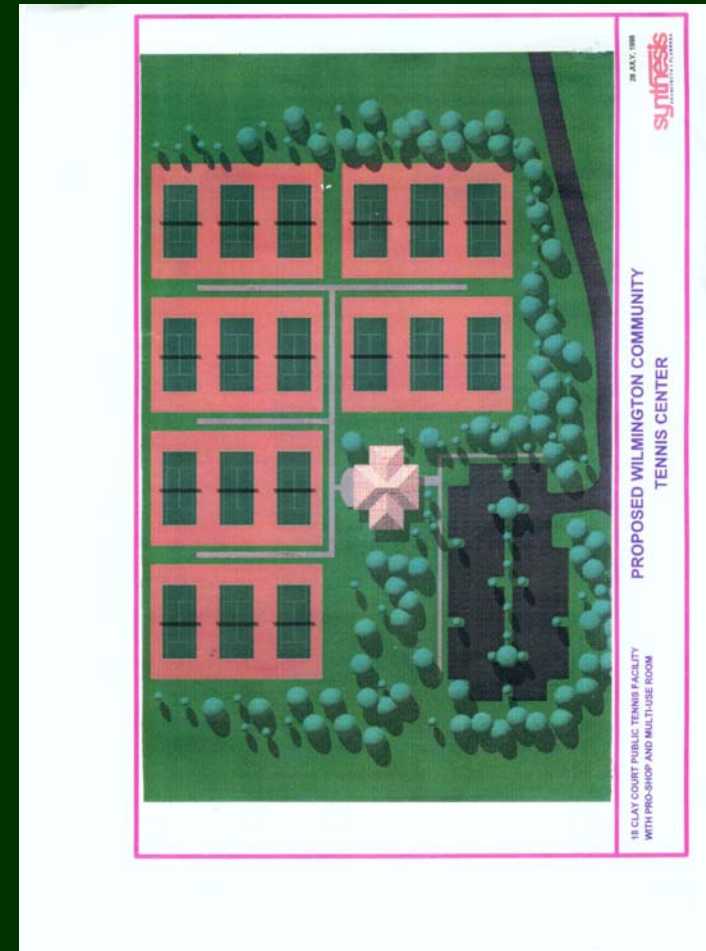 18 CLAY COURT PUBLIC TENNIS FACILITY
WITH PRO-SHOP AND MULTI-USE ROOM
PROPOSED WILMINGTON COMMUNITY
TENNIS CENTER
28 JULY, 1998
synthesis